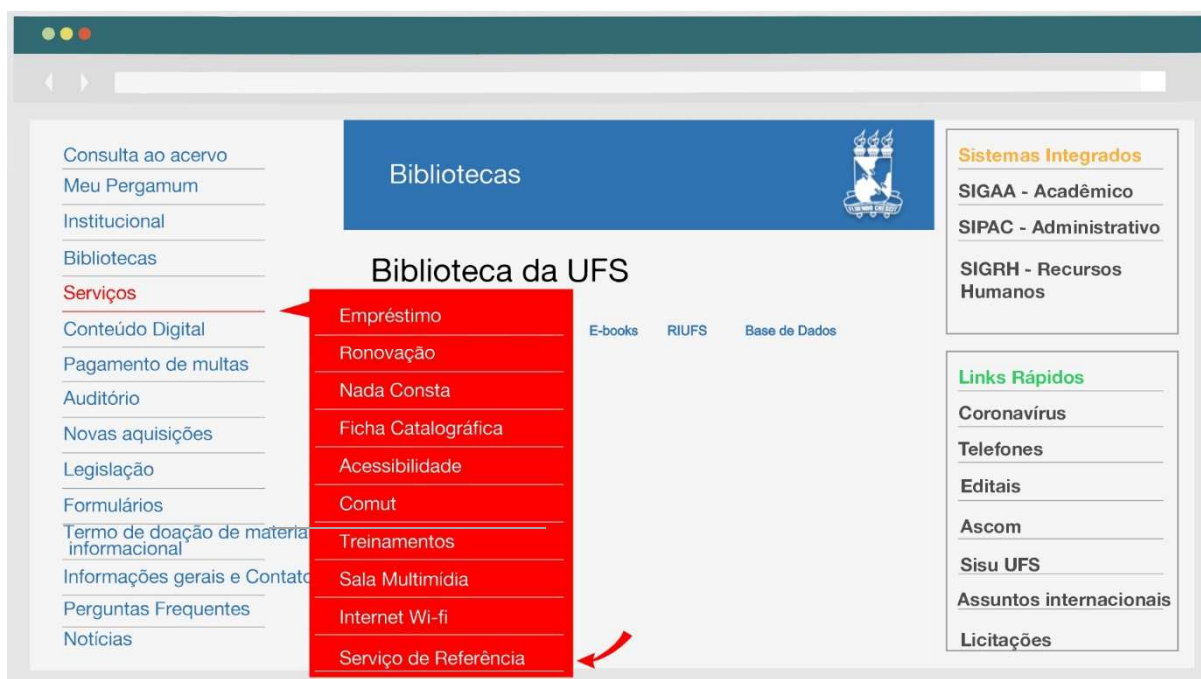 Consulta ao acervo
Meu Pergamum
Institucional
Bibliotecas
Serviços
Conteúdo Digital
Pagamento de multas
Auditório
Novas aquisições
Legislação
Formulários
Termo de doação de materia
informacional
Informações gerais e Contato
Perguntas Frequentes
Notícias
Bibliotecas
Biblioteca da UFS
E-books RIUFS Base de Dados
Empréstimo
Ronovação
Nada Consta
Ficha Catalográfica
Acessibilidade
Comut
Treinamentos
Sala Multimídia
Internet Wi-fi
Serviço de Referência
Sistemas Integrados
SIGAA - Acadêmico
SIPAC - Administrativo
SIGRH - Recursos
Humanos
Links Rápidos
Coronavírus
Telefones
Editais
Ascom
Sisu UFS
Assuntos internacionais
Licitações